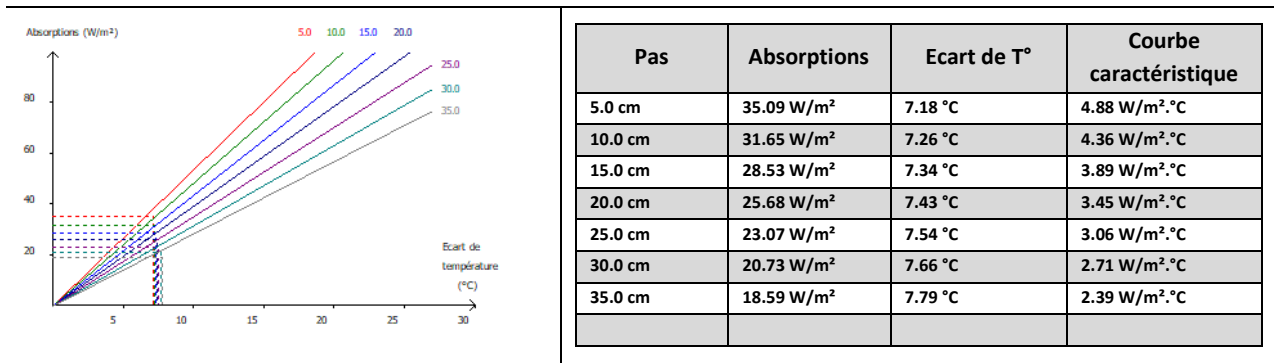 Absorptions (W/m²)
5.0 10.0 15.0 20.0
25.0
30.0
35.0
80
60
40
20
Ecart de
température
(°C)
5 10 15 20 25 30
Pas Absorptions Ecart de T° Courbe caractéristique
5.0 cm 35.09 W/m² 7.18 °C 4.88 W/m².°C
10.0 cm 31.65 W/m² 7.26 °C 4.36 W/m².°C
15.0 cm 28.53 W/m² 7.34 °C 3.89 W/m².°C
20.0 cm 25.68 W/m² 7.43 °C 3.45 W/m².°C
25.0 cm 23.07 W/m² 7.54 °C 3.06 W/m².°C
30.0 cm 20.73 W/m² 7.66 °C 2.71 W/m².°C
35.0 cm 18.59 W/m² 7.79 °C 2.39 W/m².°C